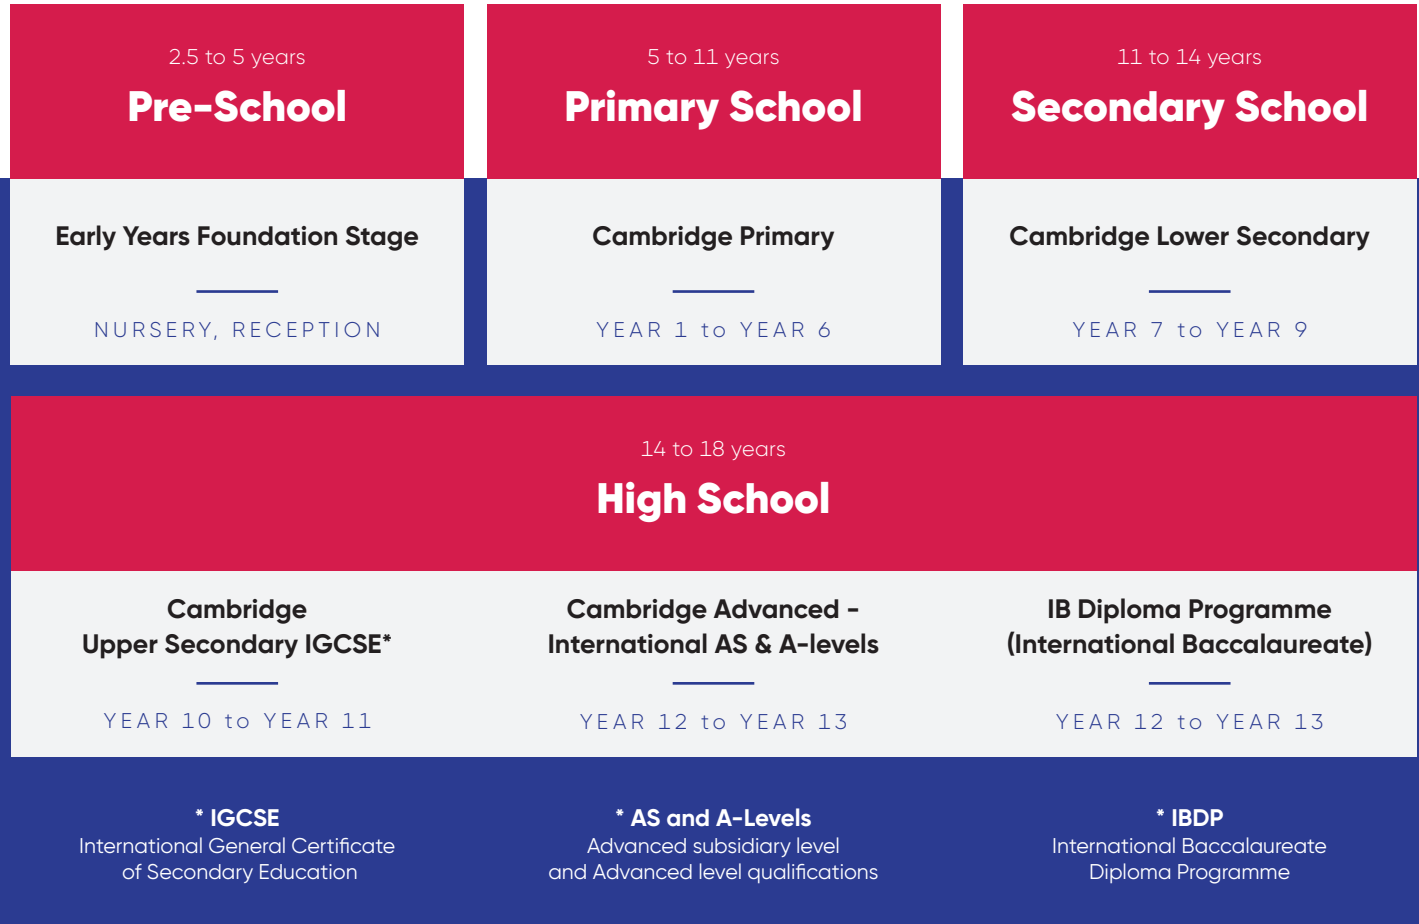 2.5 to 5 years
Pre-School
Early Years Foundation Stage
NURSERY, RECEPTION
5 to 11 years
Primary School
Cambridge Primary
YEAR 1 to YEAR 6
11 to 14 years
Secondary School
Cambridge Lower Secondary
YEAR 7 to YEAR 9
14 to 18 years
High School
Cambridge
Upper Secondary IGCSE*
YEAR 10 to YEAR 11
Cambridge Advanced -
International AS & A-levels
YEAR 12 to YEAR 13
IB Diploma Programme
(International Baccalaureate)
YEAR 12 to YEAR 13
* IGCSE
International General Certificate
of Secondary Education
* AS and A-Levels
Advanced subsidiary level
and Advanced level qualifications
* IBDP
International Baccalaureate
Diploma Programme